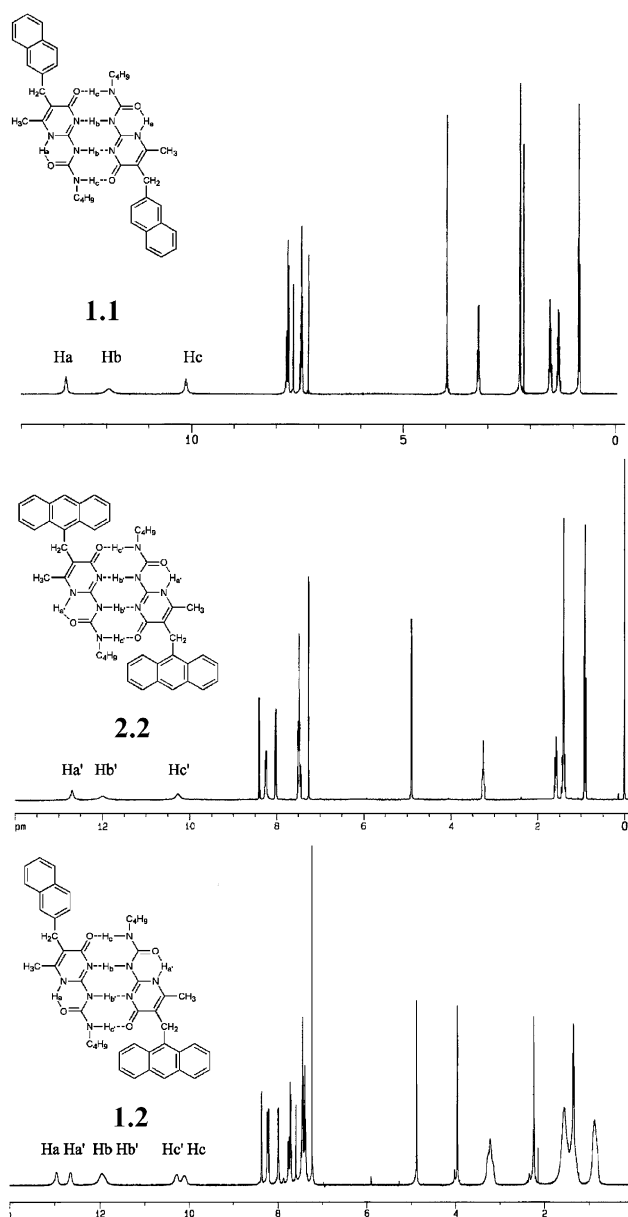 C₄H₉
H₂C O Hc N
O
H₃C N Hb N Ha
N N
Ha N Hb N CH₃
O
N Hc O CH₂
C₄H₉
1.1
Ha Hb Hc
10 5 0
C₄H₉
H₂C O Hc' N
O
H₃C N Hb' N Ha'
N N
Ha' N Hb' N CH₃
O
N Hc' O CH₂
C₄H₉
2.2
Ha' Hb' Hc'
pm 12 10 8 6 4 2 0
C₄H₉
H₂C O Hc N
O
H₃C N Hb N Ha'
N N
Ha N Hb' N CH₃
O
N Hc' O CH₂
C₄H₉
1.2
Ha Ha' Hb Hb' Hc' Hc
14 12 10 8 6 4 2